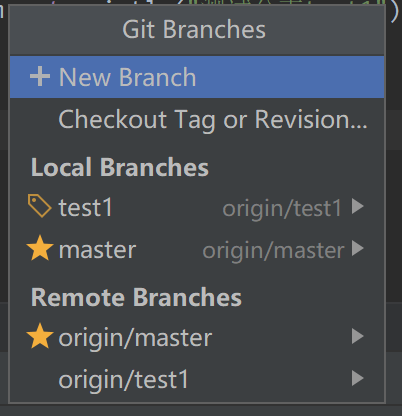 Git Branches
New Branch
Checkout Tag or Revision...
Local Branches
test1 origin/test1
master origin/master
Remote Branches
origin/master
origin/test1